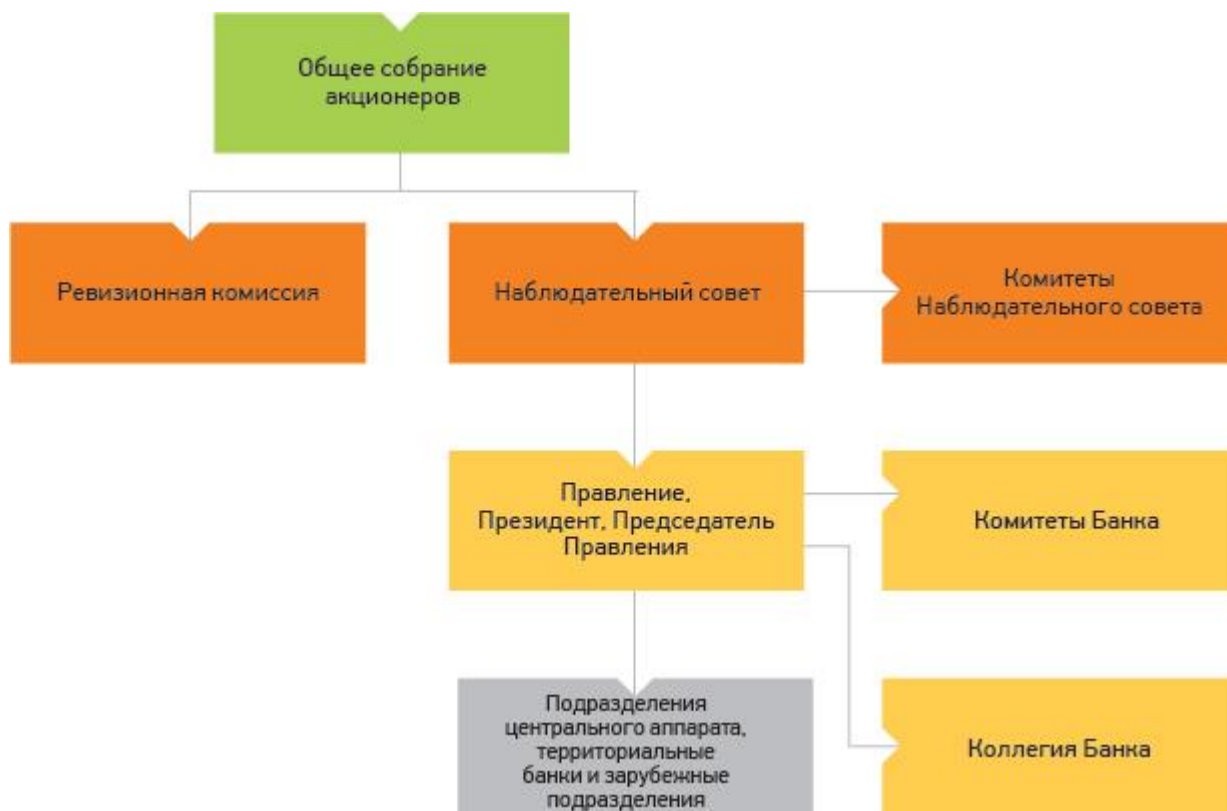 Общее собрание
акционеров
Ревизионная комиссия
Наблюдательный совет
Комитеты
Наблюдательного совета
Правление,
Президент, Председатель
Правления
Комитеты Банка
Подразделения
центрального аппарата,
территориальные
банки и зарубежные
подразделения
Коллегия Банка